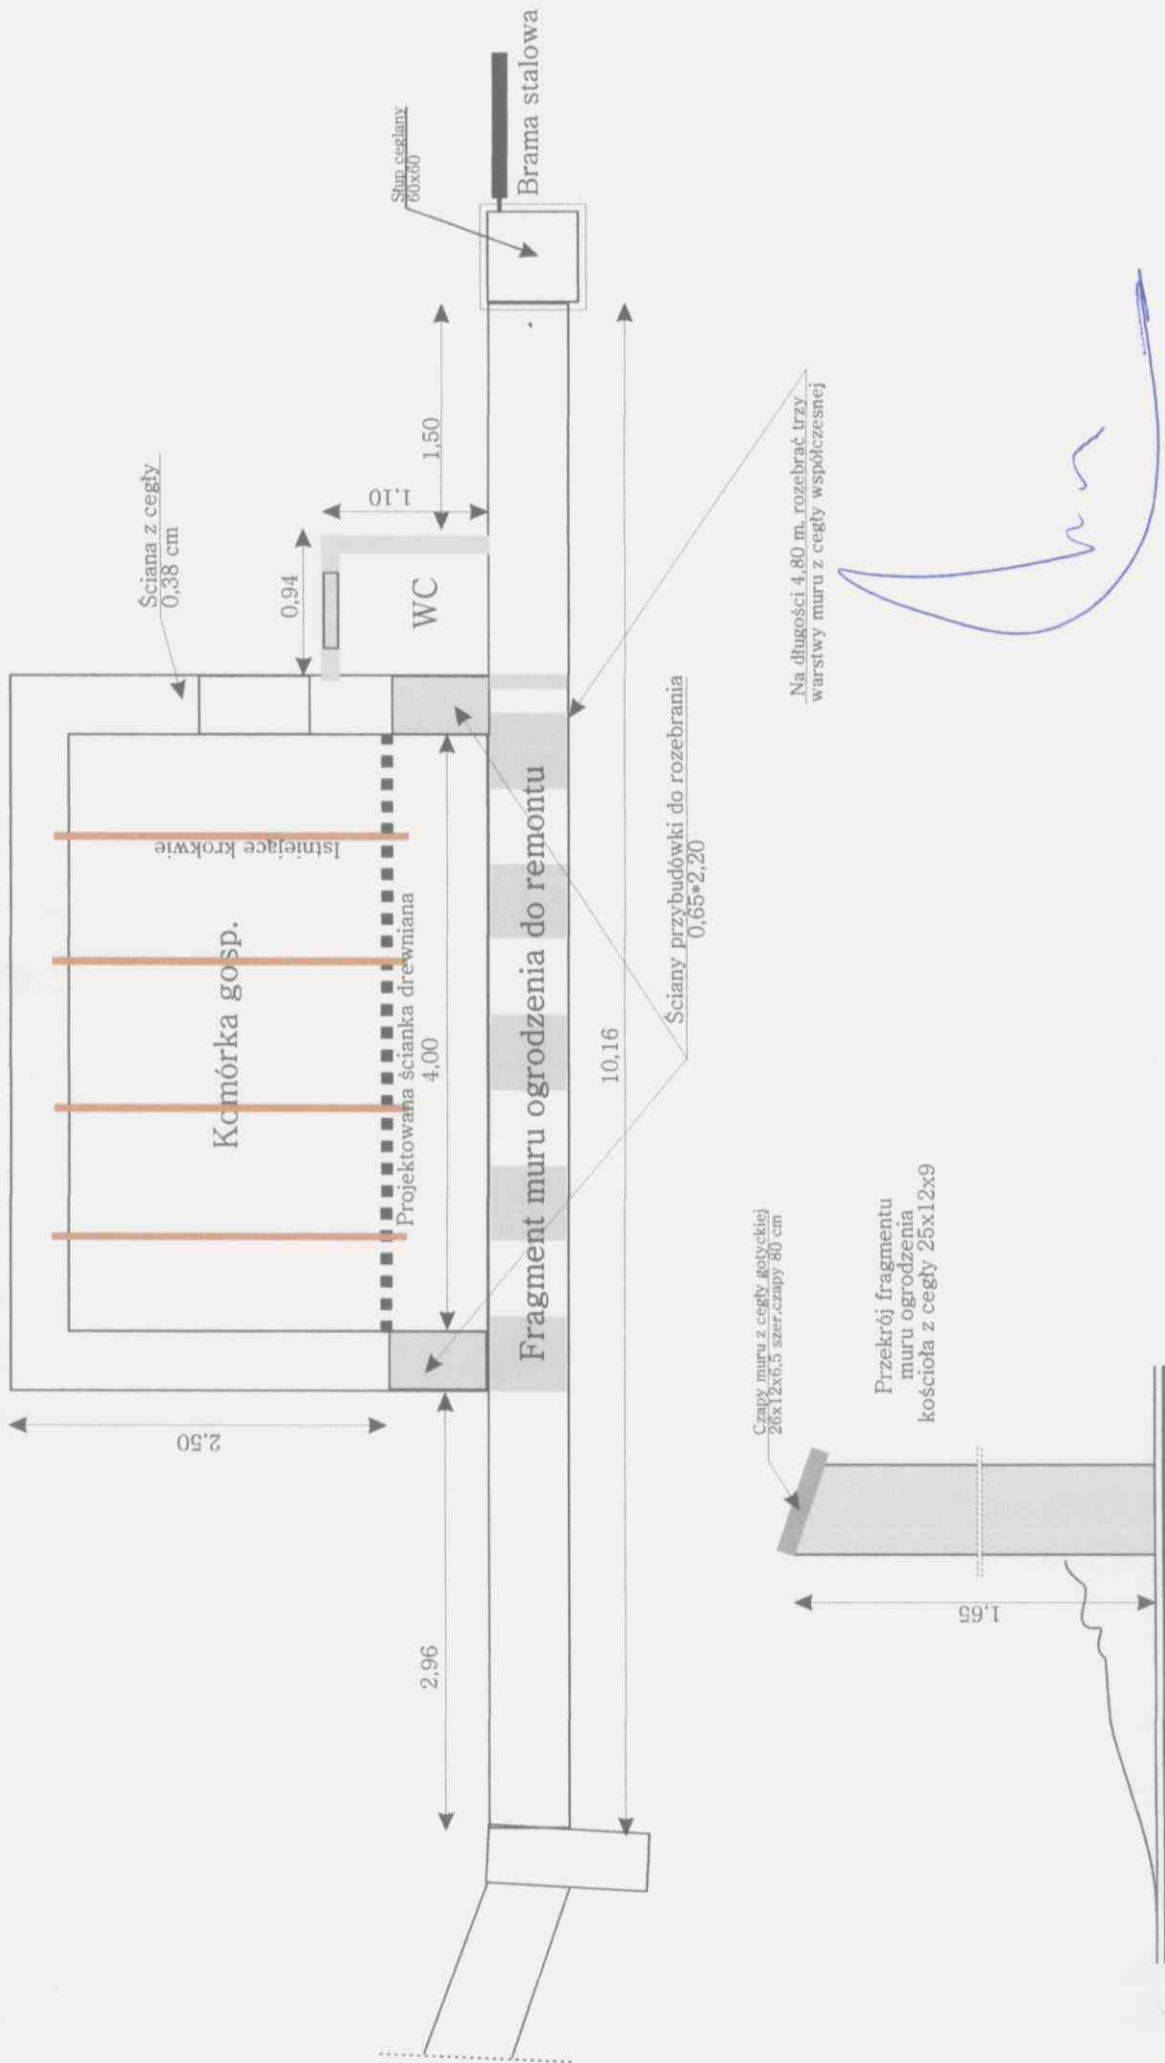 Ściana z cegły
0,38 cm
Słup ceglany
60x60
Brama stalowa
2,50
Komórka gosp.
Istniejące krokwie
Projektowana ścianka drewniana
4,00
0,94
1,10
WC
1,50
2,96
Fragment muru ogrodzenia do remontu
10,16
Ściany przybudówki do rozebrania
0,65*2,20
Na długości 4,80 m. rozebrać trzy
warstwy muru z cegły współczesnej
Czapy muru z cegły gotyckiej
26x12x6.5 szer.czapy 80 cm
1,65
Przekrój fragmentu
muru ogrodzenia
kościoła z cegły 25x12x9